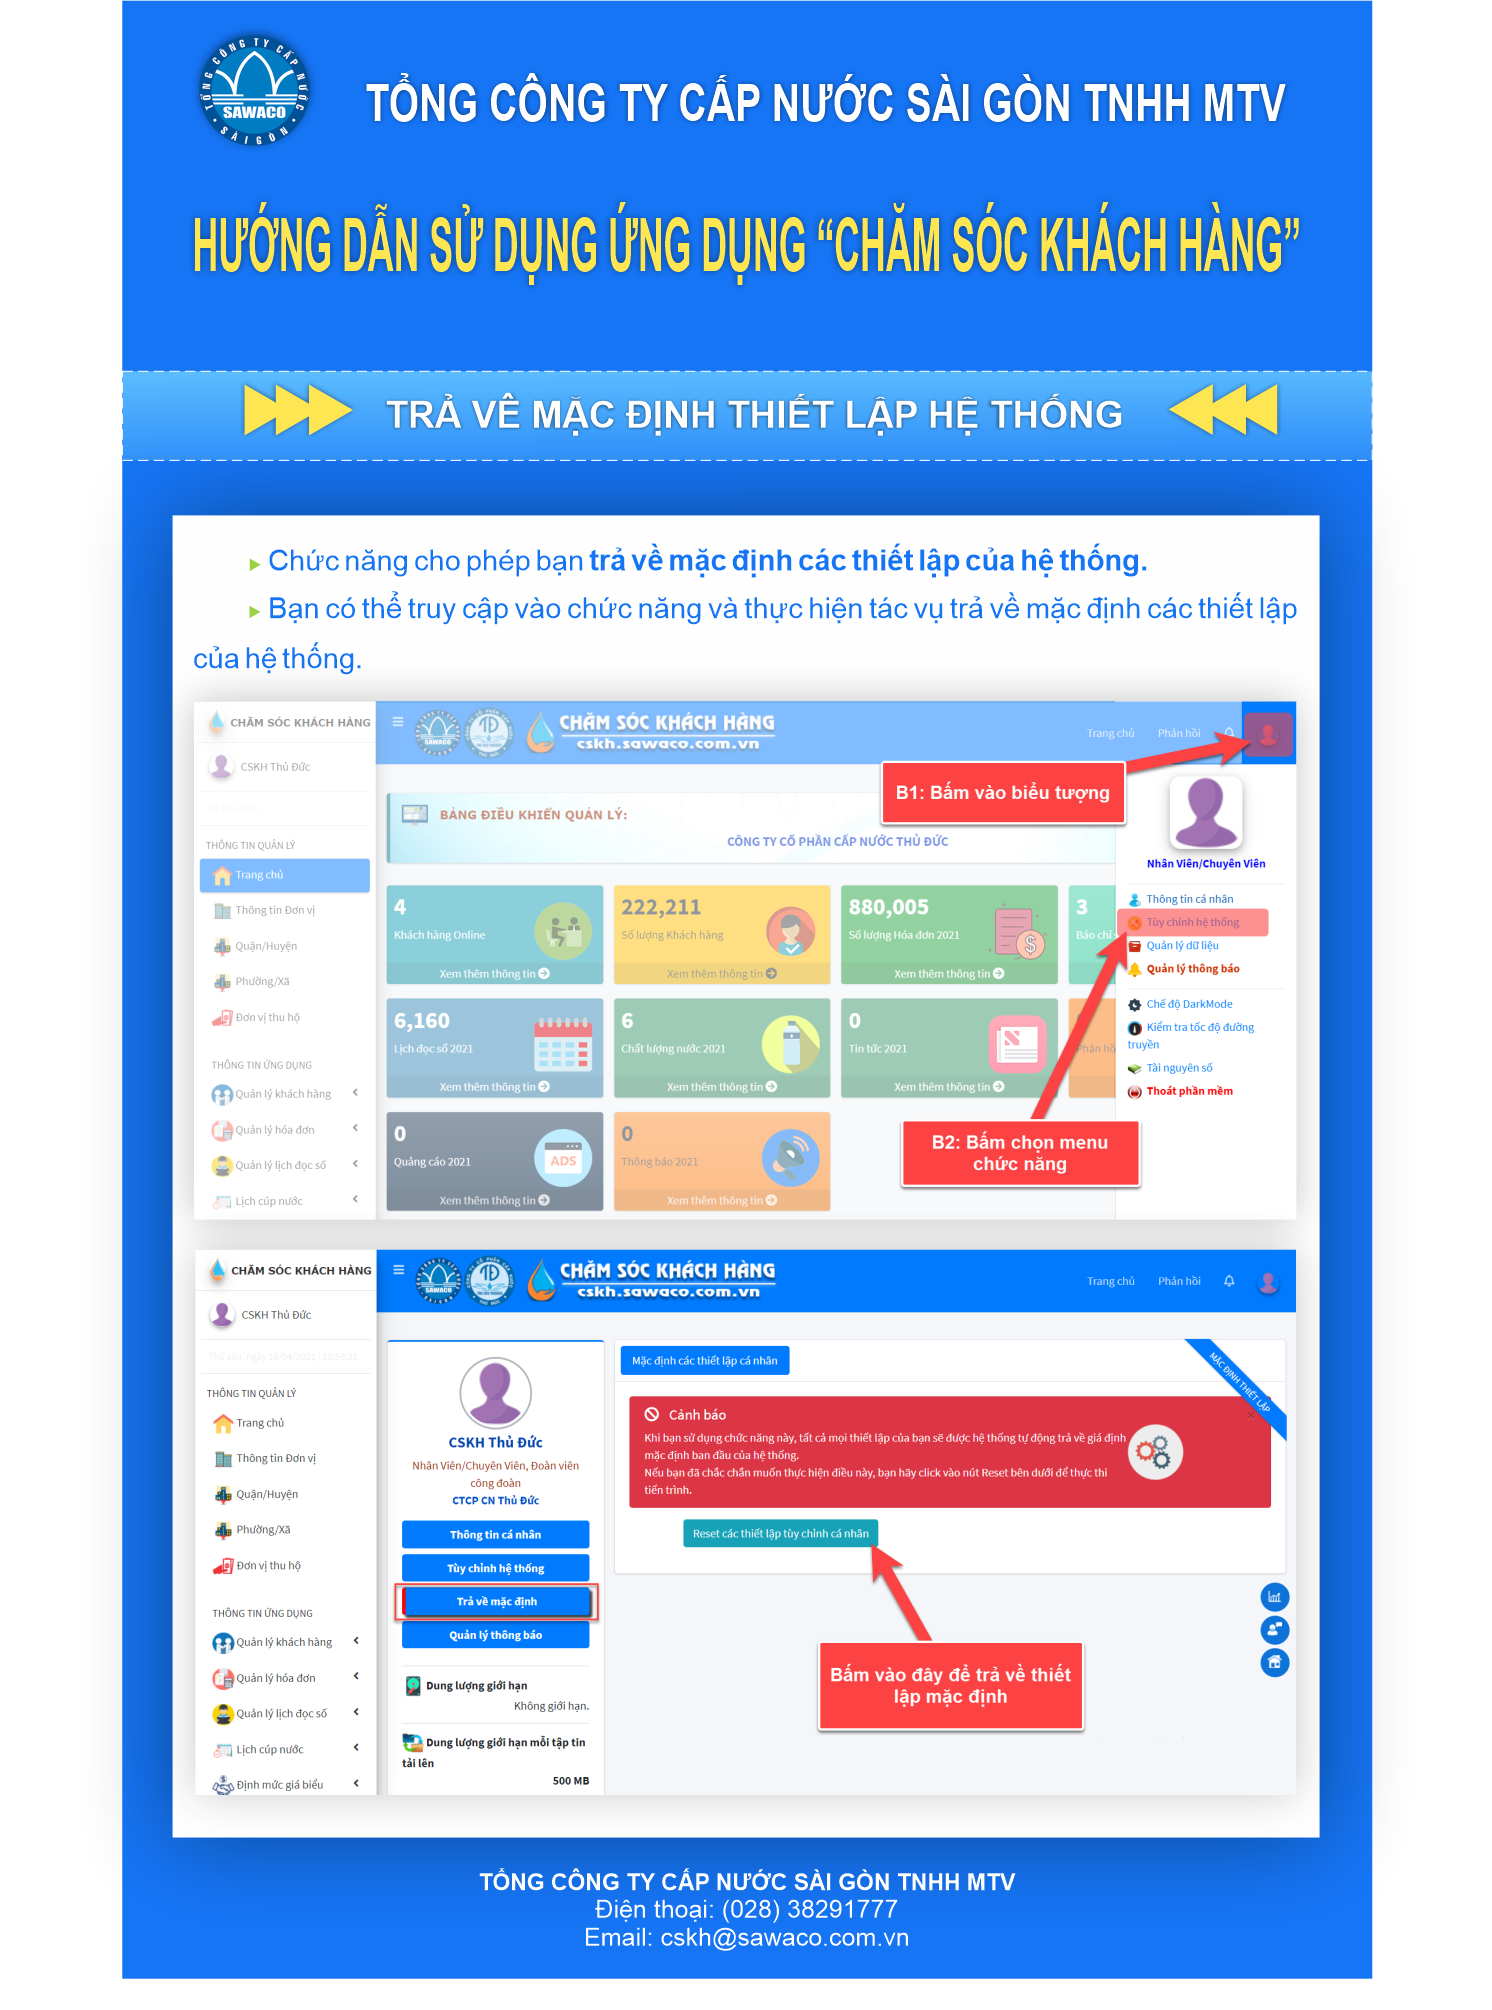 TỔNG CÔNG TY CẤP NƯỚC SÀI GÒN TNHH MTV
TỔNG CÔNG TY CẤP NƯỚC
SAWACO
SÀI GÒN
HƯỚNG DẪN SỬ DỤNG ỨNG DỤNG “CHĂM SÓC KHÁCH HÀNG”
TRẢ VÊ MẶC ĐỊNH THIẾT LẬP HỆ THỐNG
Chức năng cho phép bạn trả về mặc định các thiết lập của hệ thống.
Bạn có thể truy cập vào chức năng và thực hiện tác vụ trả về mặc định các thiết lập
của hệ thống.
CHĂM SÓC KHÁCH HÀNG
CHĂM SÓC KHÁCH HÀNG
cskh.sawaco.com.vn
Trang chủ
Phản hồi
CSKH Thủ Đức
THÔNG TIN QUẢN LÝ
Trang chủ
Thông tin Đơn vị
Quận/Huyện
Phường/Xã
Đơn vị thu hộ
THÔNG TIN ỨNG DỤNG
Quản lý khách hàng
Quản lý hóa đơn
Quản lý lịch đọc số
Lịch cúp nước
B1: Bấm vào biểu tượng
BẢNG ĐIỀU KHIỂN QUẢN LÝ:
CÔNG TY CỔ PHẦN CẤP NƯỚC THỦ ĐỨC
4
Khách hàng Online
Xem thêm thông tin
222,211
Số lượng Khách hàng
Xem thêm thông tin
880,005
Số lượng Hóa đơn 2021
Xem thêm thông tin
3
Báo chí
6,160
Lịch đọc số 2021
Xem thêm thông tin
6
Chất lượng nước 2021
Xem thêm thông tin
0
Tin tức 2021
Xem thêm thông tin
Phản hồ
0
Quảng cáo 2021
ADS
Xem thêm thông tin
0
Thông báo 2021
Xem thêm thông tin
Nhân Viên/Chuyên Viên
Thông tin cá nhân
Tùy chỉnh hệ thống
Quản lý dữ liệu
Quản lý thông báo
Chế độ DarkMode
Kiểm tra tốc độ đường
truyền
Tài nguyên số
Thoát phần mềm
B2: Bấm chọn menu
chức năng
CHĂM SÓC KHÁCH HÀNG
CHĂM SÓC KHÁCH HÀNG
cskh.sawaco.com.vn
Trang chủ
Phản hồi
CSKH Thủ Đức
Thứ sáu, ngày 16/04/2021 | 15:56:21
THÔNG TIN QUẢN LÝ
Trang chủ
Thông tin Đơn vị
Quận/Huyện
Phường/Xã
Đơn vị thu hộ
THÔNG TIN ỨNG DỤNG
Quản lý khách hàng
Quản lý hóa đơn
Quản lý lịch đọc số
Lịch cúp nước
Định mức giá biểu
CSKH Thủ Đức
Nhân Viên/Chuyên Viên, Đoàn viên
công đoàn
CTCP CN Thủ Đức
Thông tin cá nhân
Tùy chỉnh hệ thống
Trả về mặc định
Quản lý thông báo
Dung lượng giới hạn
Không giới hạn.
Dung lượng giới hạn mỗi tập tin
tải lên
500 MB
Mặc định các thiết lập cá nhân
MẶC ĐỊNH THIẾT LẬP
Cảnh báo
Khi bạn sử dụng chức năng này, tất cả mọi thiết lập của bạn sẽ được hệ thống tự động trả về giá định
mặc định ban đầu của hệ thống.
Nếu bạn đã chắc chắn muốn thực hiện điều này, bạn hãy click vào nút Reset bên dưới để thực thi
tiến trình.
Reset các thiết lập tùy chỉnh cá nhân
Bấm vào đây để trả về thiết
lập mặc định
TỔNG CÔNG TY CẤP NƯỚC SÀI GÒN TNHH MTV
Điện thoại: (028) 38291777
Email: cskh@sawaco.com.vn